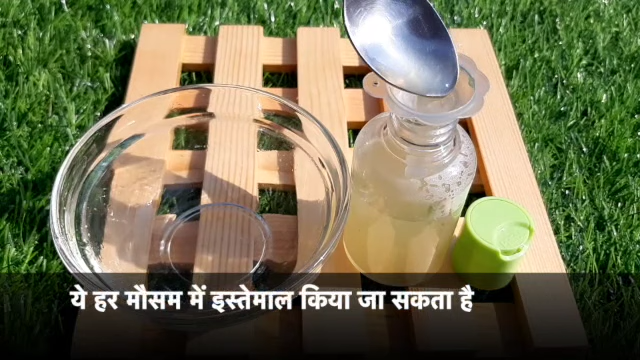 ये हर मौसम में इस्तेमाल किया जा सकता है